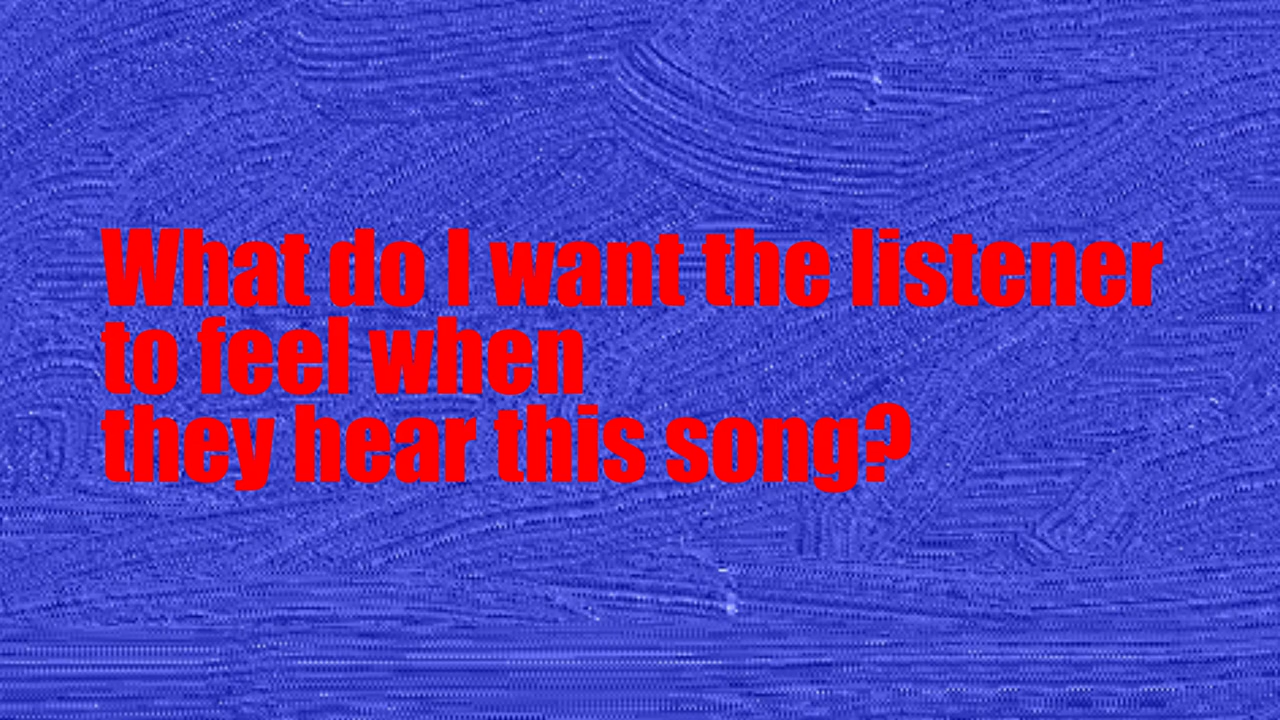 What do I want the listener
to feel when
they hear this song?